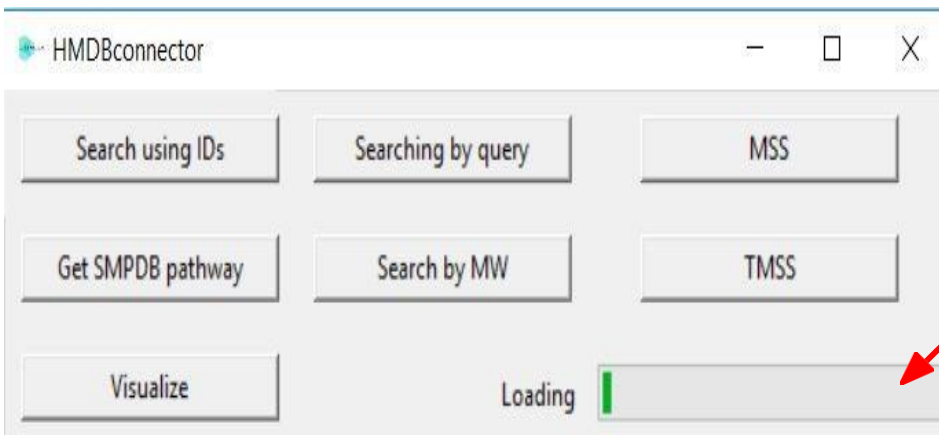 HMDBconnector
Search using IDs Searching by query MSS
Get SMPDB pathway Search by MW TMSS
Visualize Loading